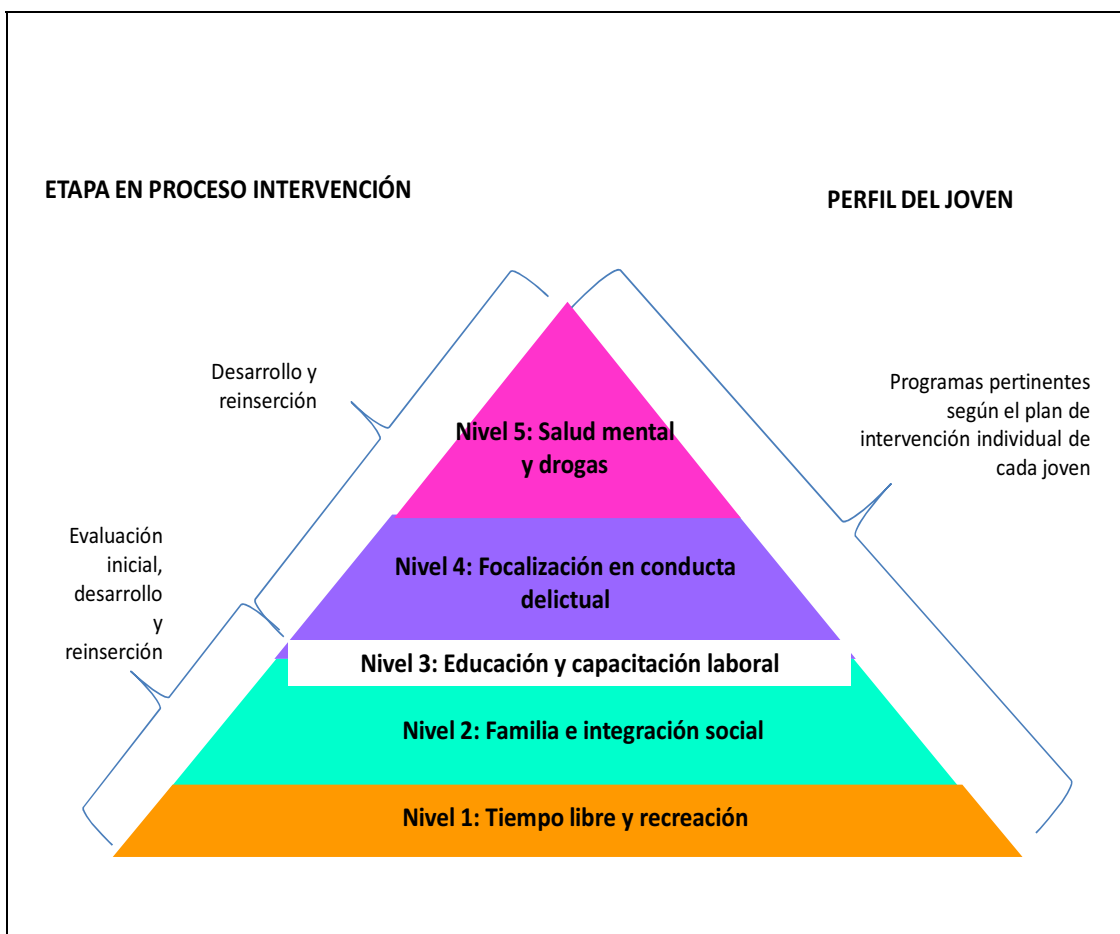 ETAPA EN PROCESO INTERVENCIÓN
PERFIL DEL JOVEN
Desarrollo y
reinserción
Programas pertinentes
según el plan de
intervención individual de
cada joven
Nivel 5: Salud mental
y drogas
Evaluación
inicial,
desarrollo
y
reinserción
Nivel 4: Focalización en conducta
delictual
Nivel 3: Educación y capacitación laboral
Nivel 2: Familia e integración social
Nivel 1: Tiempo libre y recreación